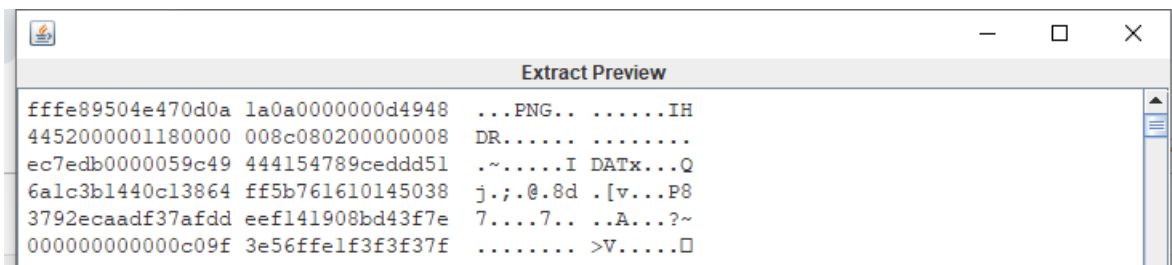 Extract Preview
fffe89504e470d0a 1a0a0000000d4948 ...PNG.. ......IH
4452000001180000 008c080200000008 DR...... ........
ec7edb0000059c49 444154789ceddd51 .~.....I DATx...Q
6a1c3b1440c13864 ff5b761610145038 j.;.@.8d .[v...P8
3792ecaadf37afdd eef141908bd43f7e 7....7.. ..A...?~
000000000000c09f 3e56ffe1f3f3f37f ........ >V.....□